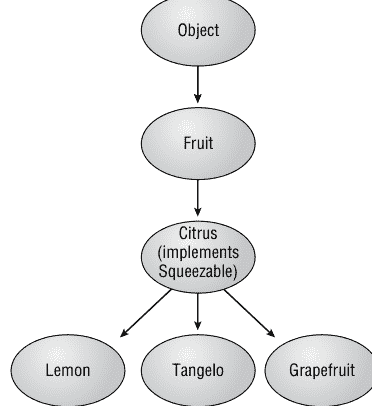 Object
Fruit
Citrus
(implements
Squeezable)
Lemon
Tangelo
Grapefruit